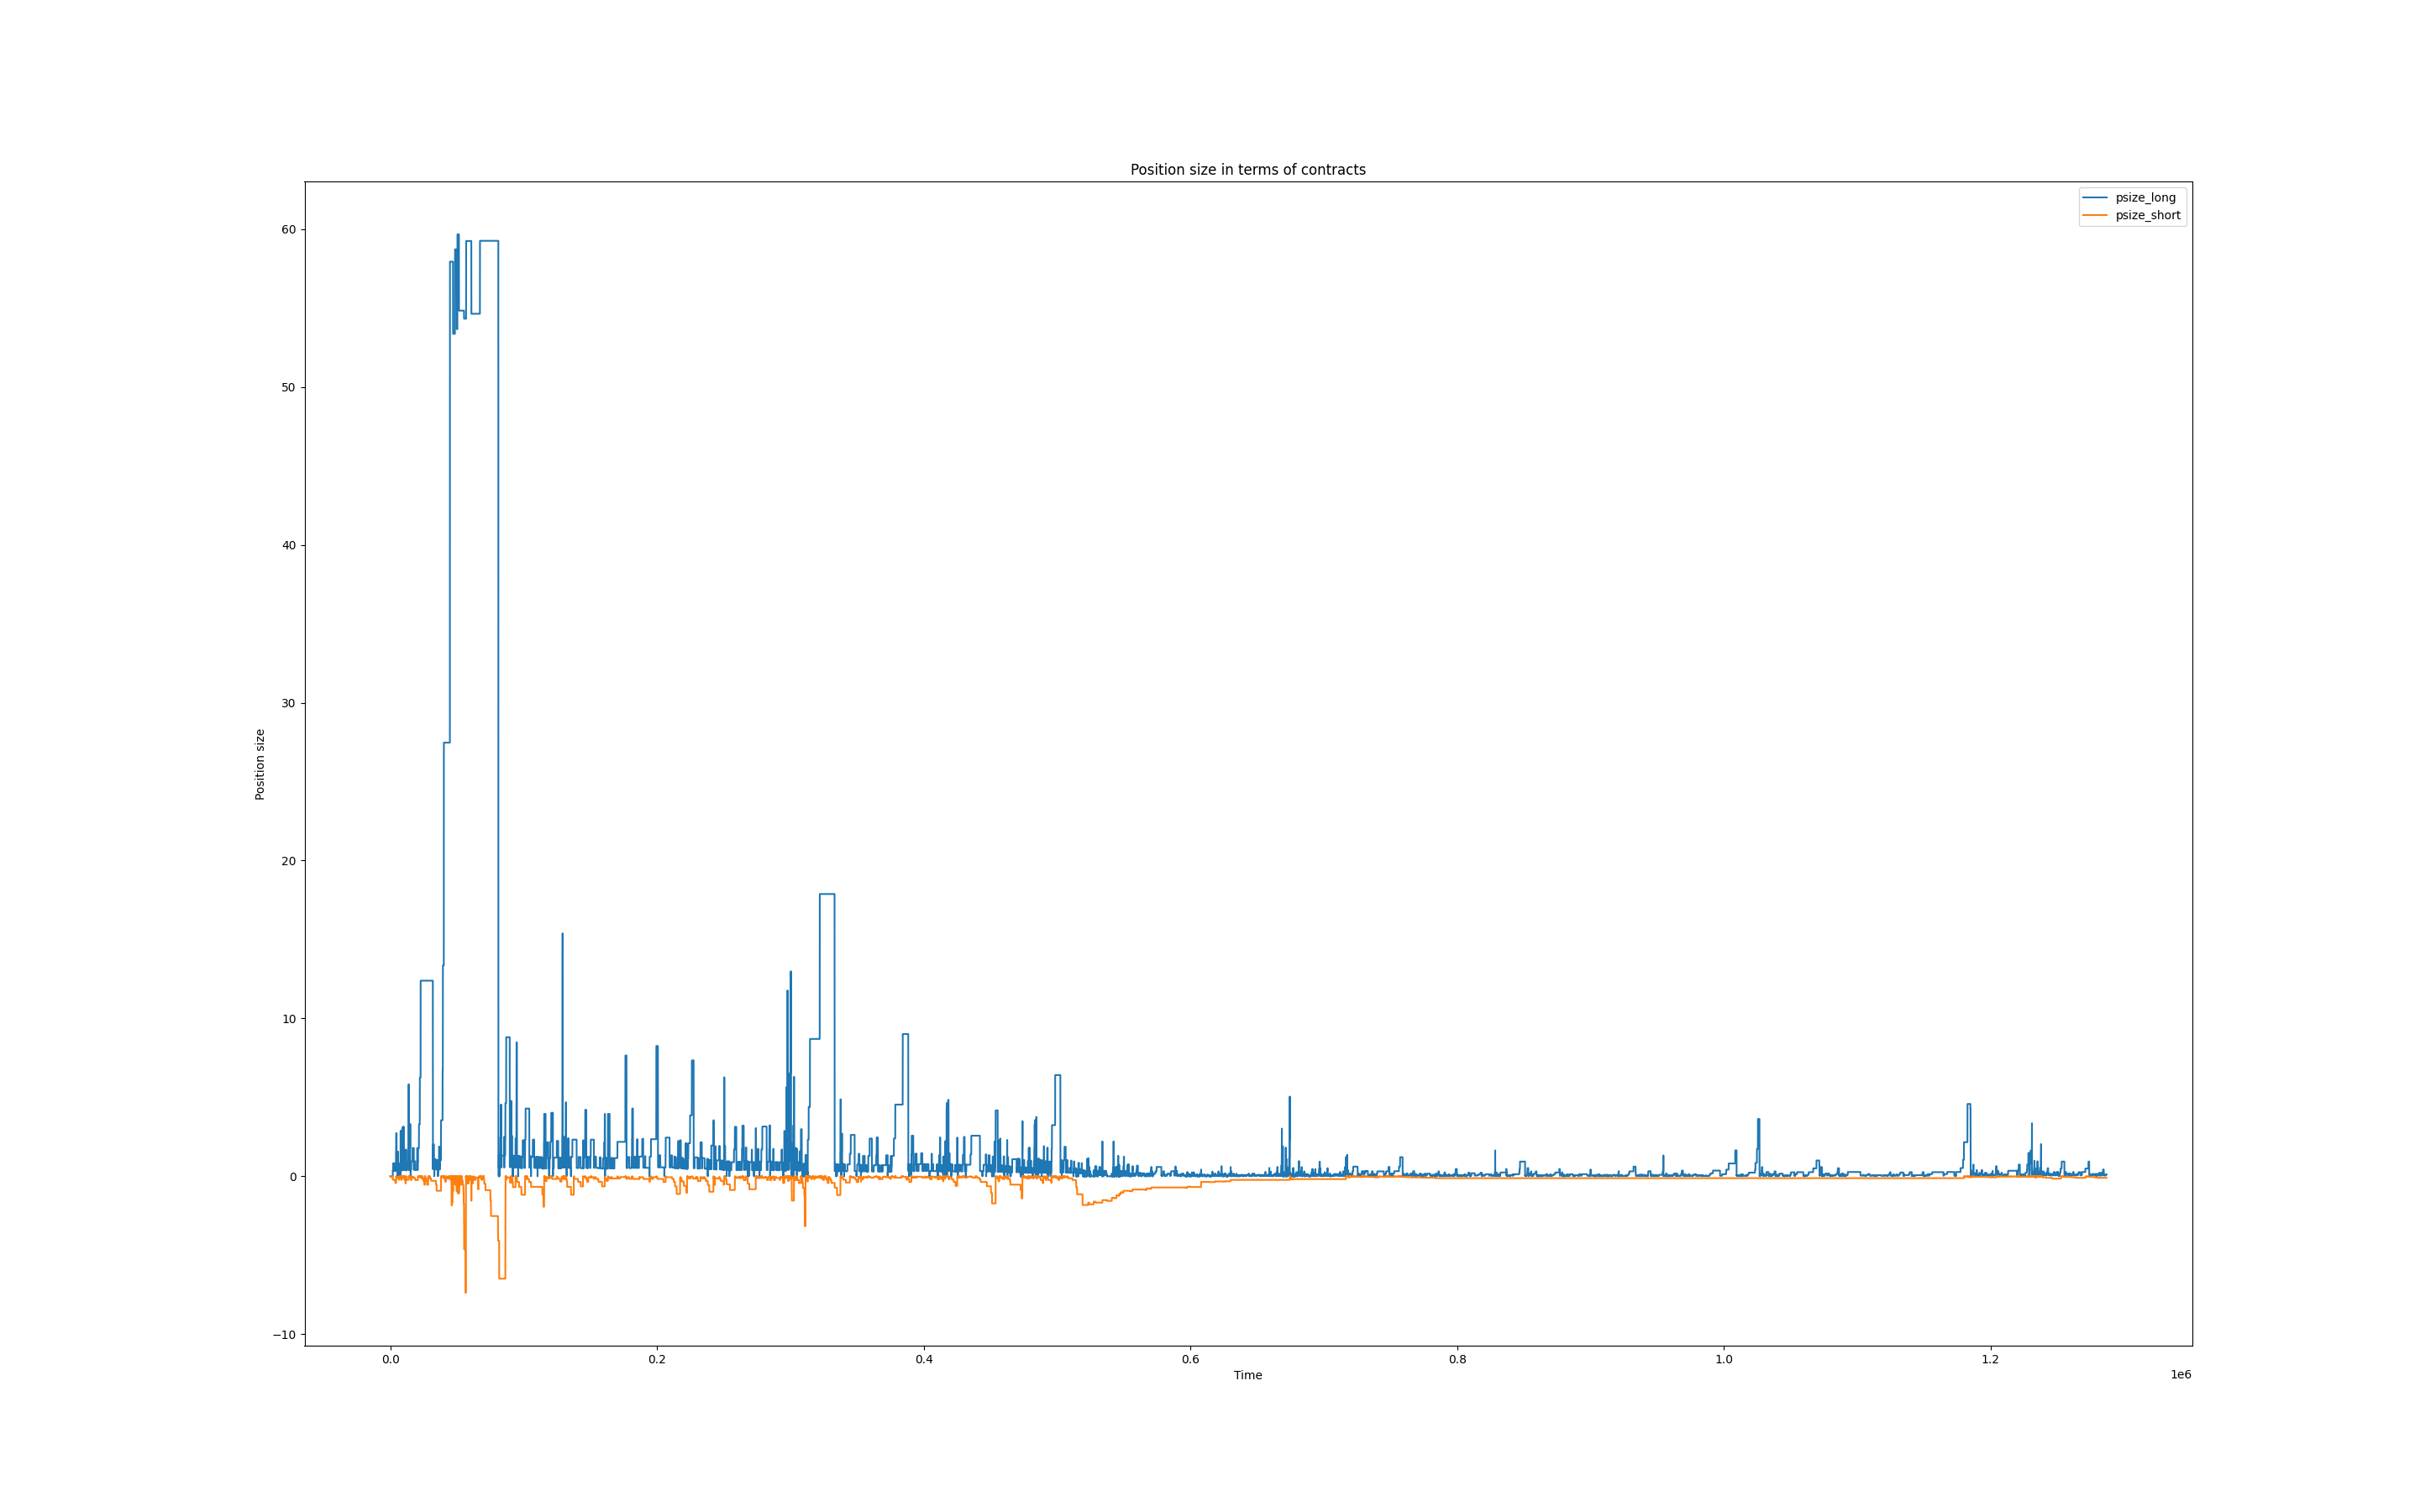 Position size in terms of contracts
psize_long
psize_short
60
50
40
30
20
10
0
−10
Position size
0.0 0.2 0.4 0.6 0.8 1.0 1.2
1e6
Time